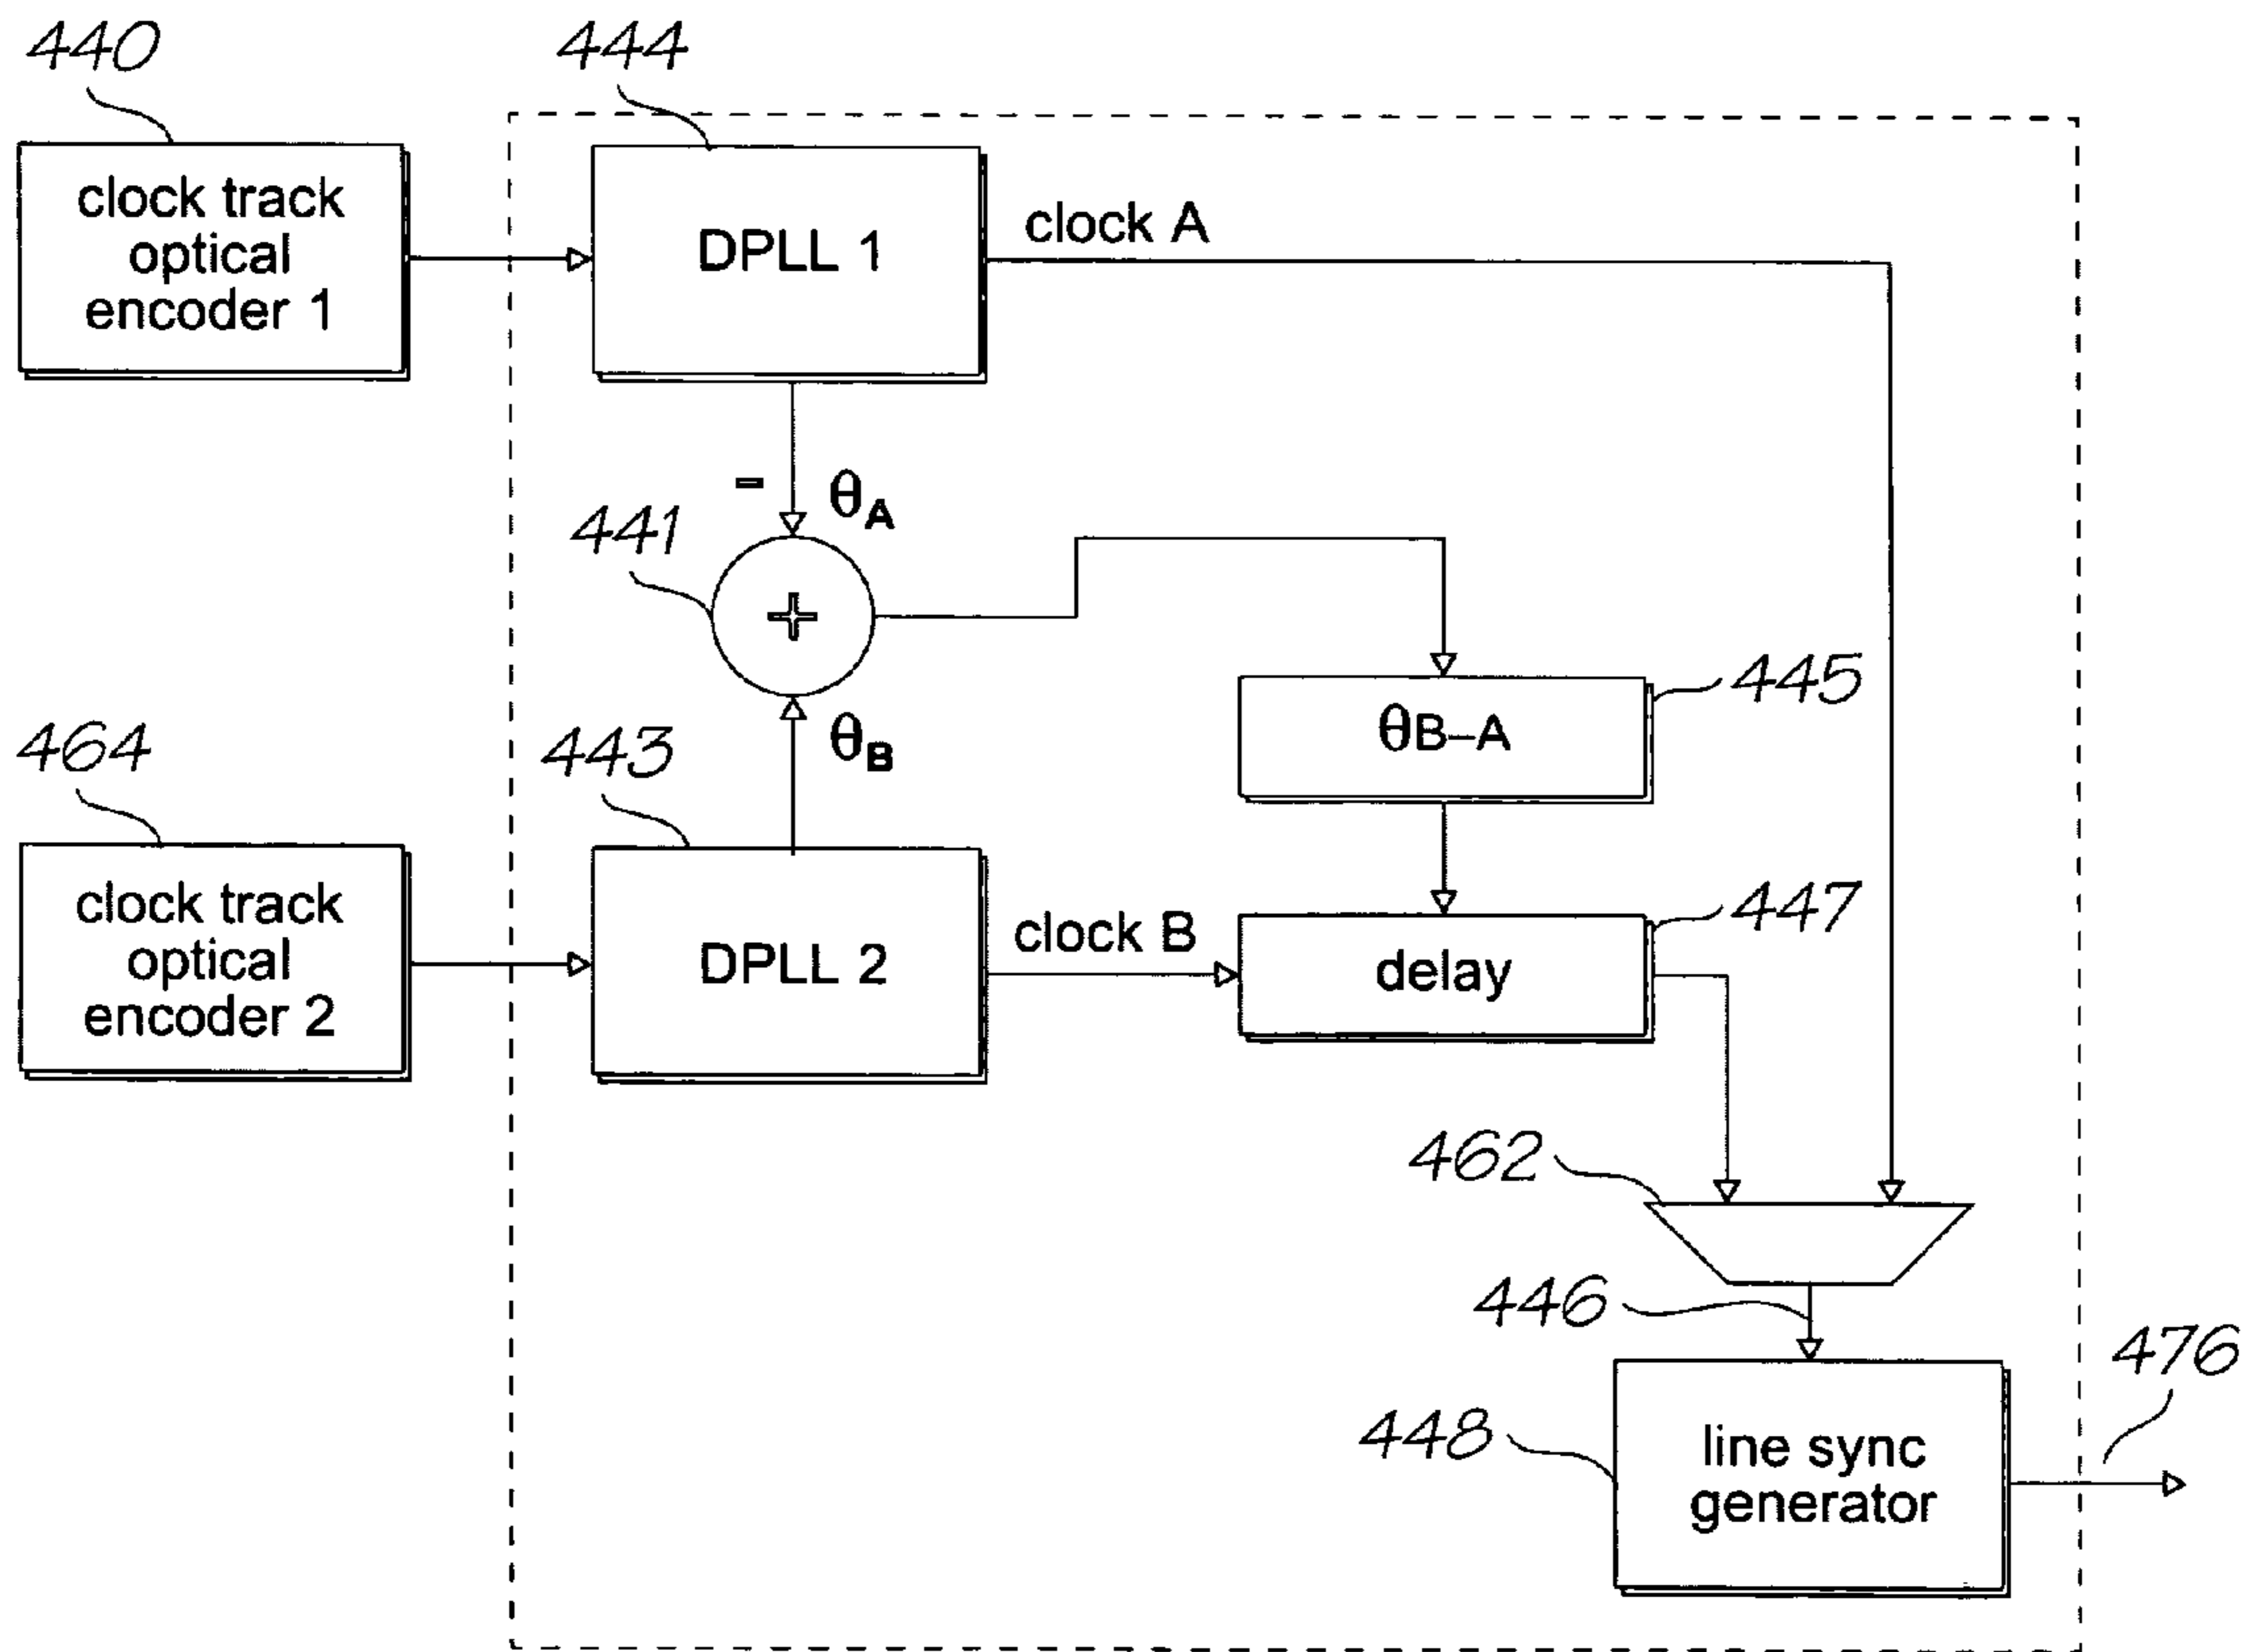 440
444
clock track
optical
encoder 1
DPLL 1
clock A
- θA
441
+
445
θB–A
464
443
θB
clock track
optical
encoder 2
DPLL 2
clock B
447
delay
462
446
476
448
line sync
generator